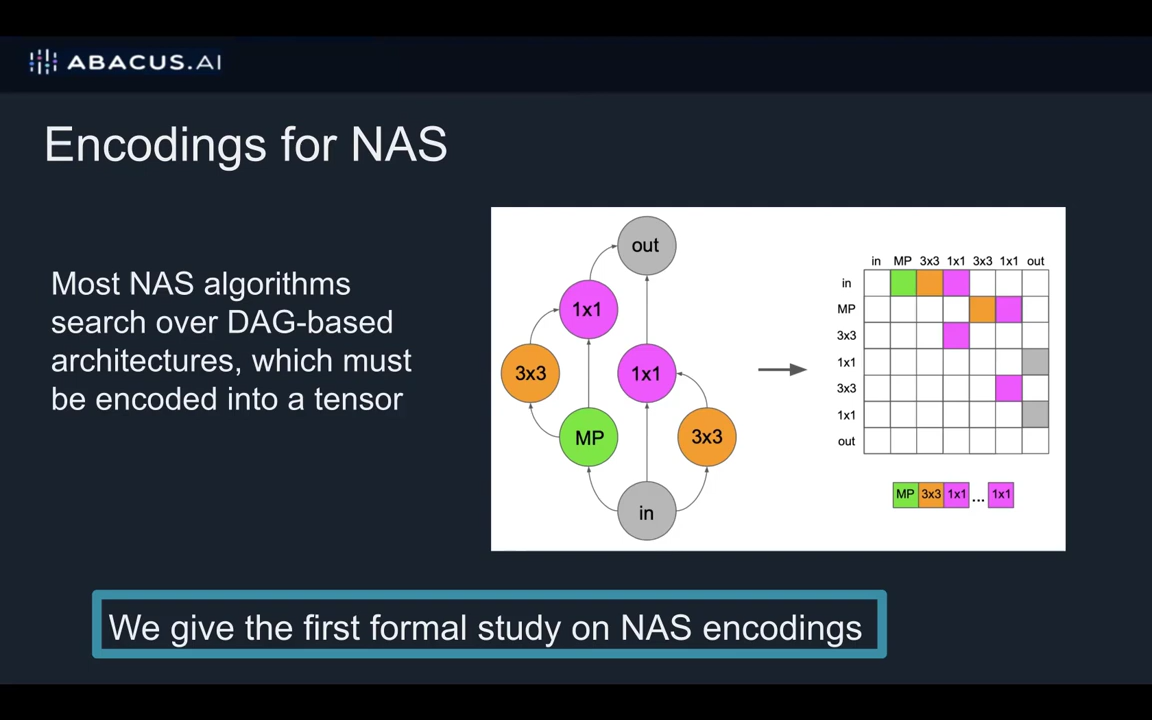 ABACUS.AI
Encodings for NAS
Most NAS algorithms
search over DAG-based
architectures, which must
be encoded into a tensor
out
1x1
3x3
1x1
MP
3x3
in
in MP 3x3 1x1 3x3 1x1 out
in
MP
3x3
1x1
3x3
1x1
out
MP 3x3 1x1 ... 1x1
We give the first formal study on NAS encodings